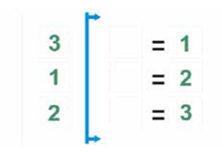 3 = 1
1 = 2
2 = 3